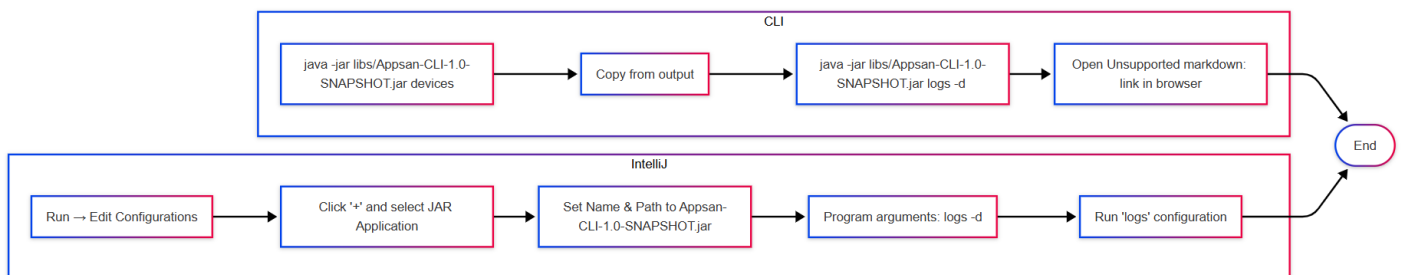 CLI
java -jar libs/Appsan-CLI-1.0-
SNAPSHOT.jar devices
Copy from output
java -jar libs/Appsan-CLI-1.0-
SNAPSHOT.jar logs -d
Open Unsupported markdown:
link in browser
End
IntelliJ
Run → Edit Configurations
Click '+' and select JAR
Application
Set Name & Path to Appsan-
CLI-1.0-SNAPSHOT.jar
Program arguments: logs -d
Run 'logs' configuration